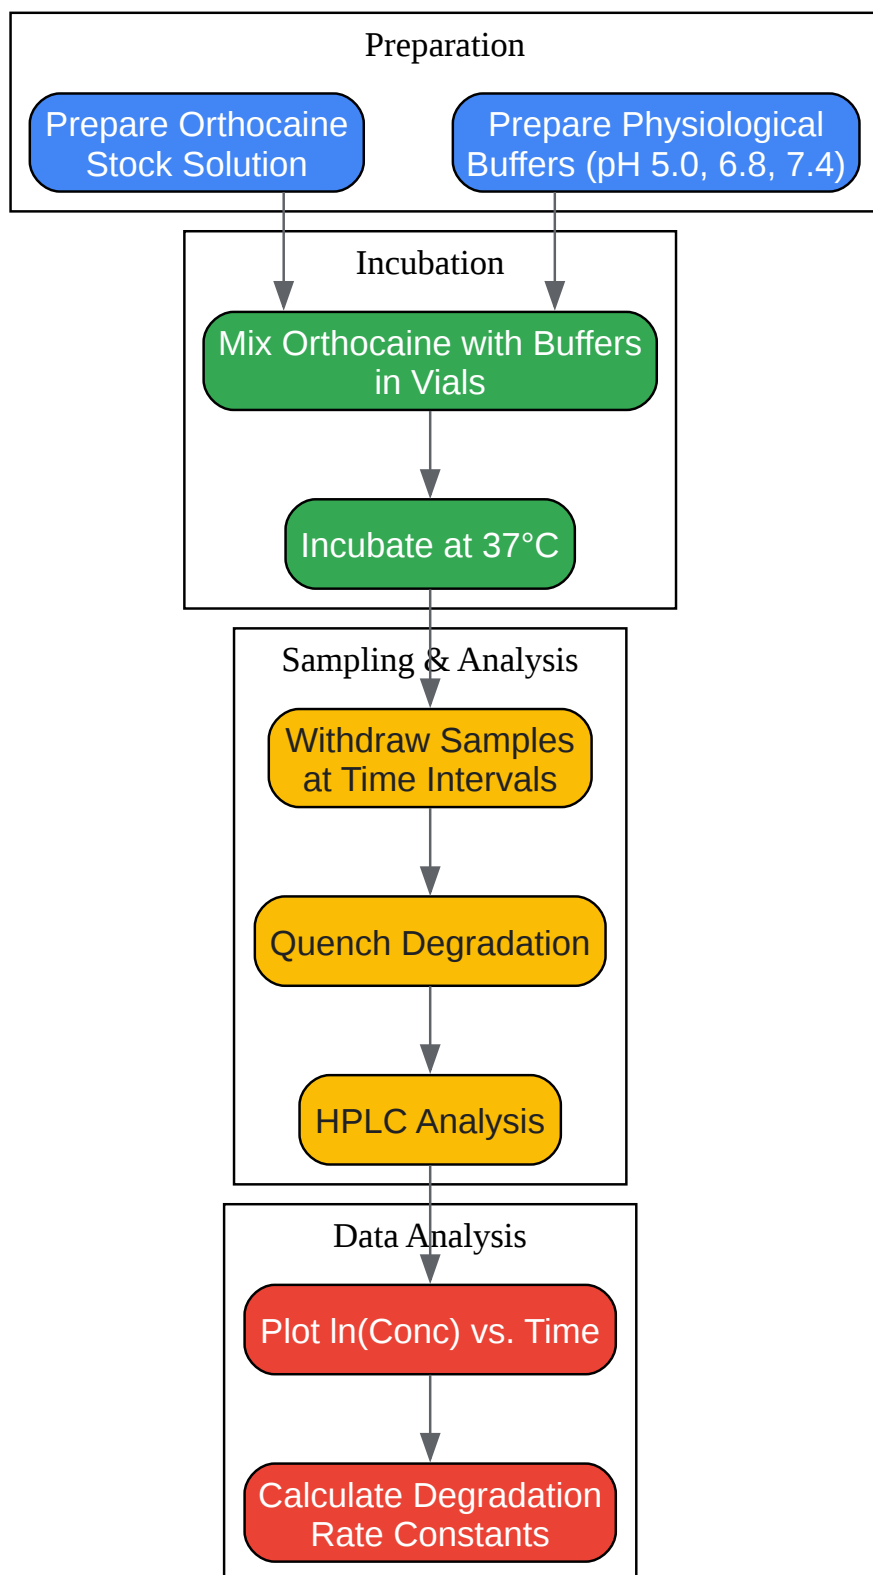 Preparation
Prepare Orthocaine
Stock Solution
Prepare Physiological
Buffers (pH 5.0, 6.8, 7.4)
Incubation
Mix Orthocaine with Buffers
in Vials
Incubate at 37°C
Sampling & Analysis
Withdraw Samples
at Time Intervals
Quench Degradation
HPLC Analysis
Data Analysis
Plot ln(Conc) vs. Time
Calculate Degradation
Rate Constants